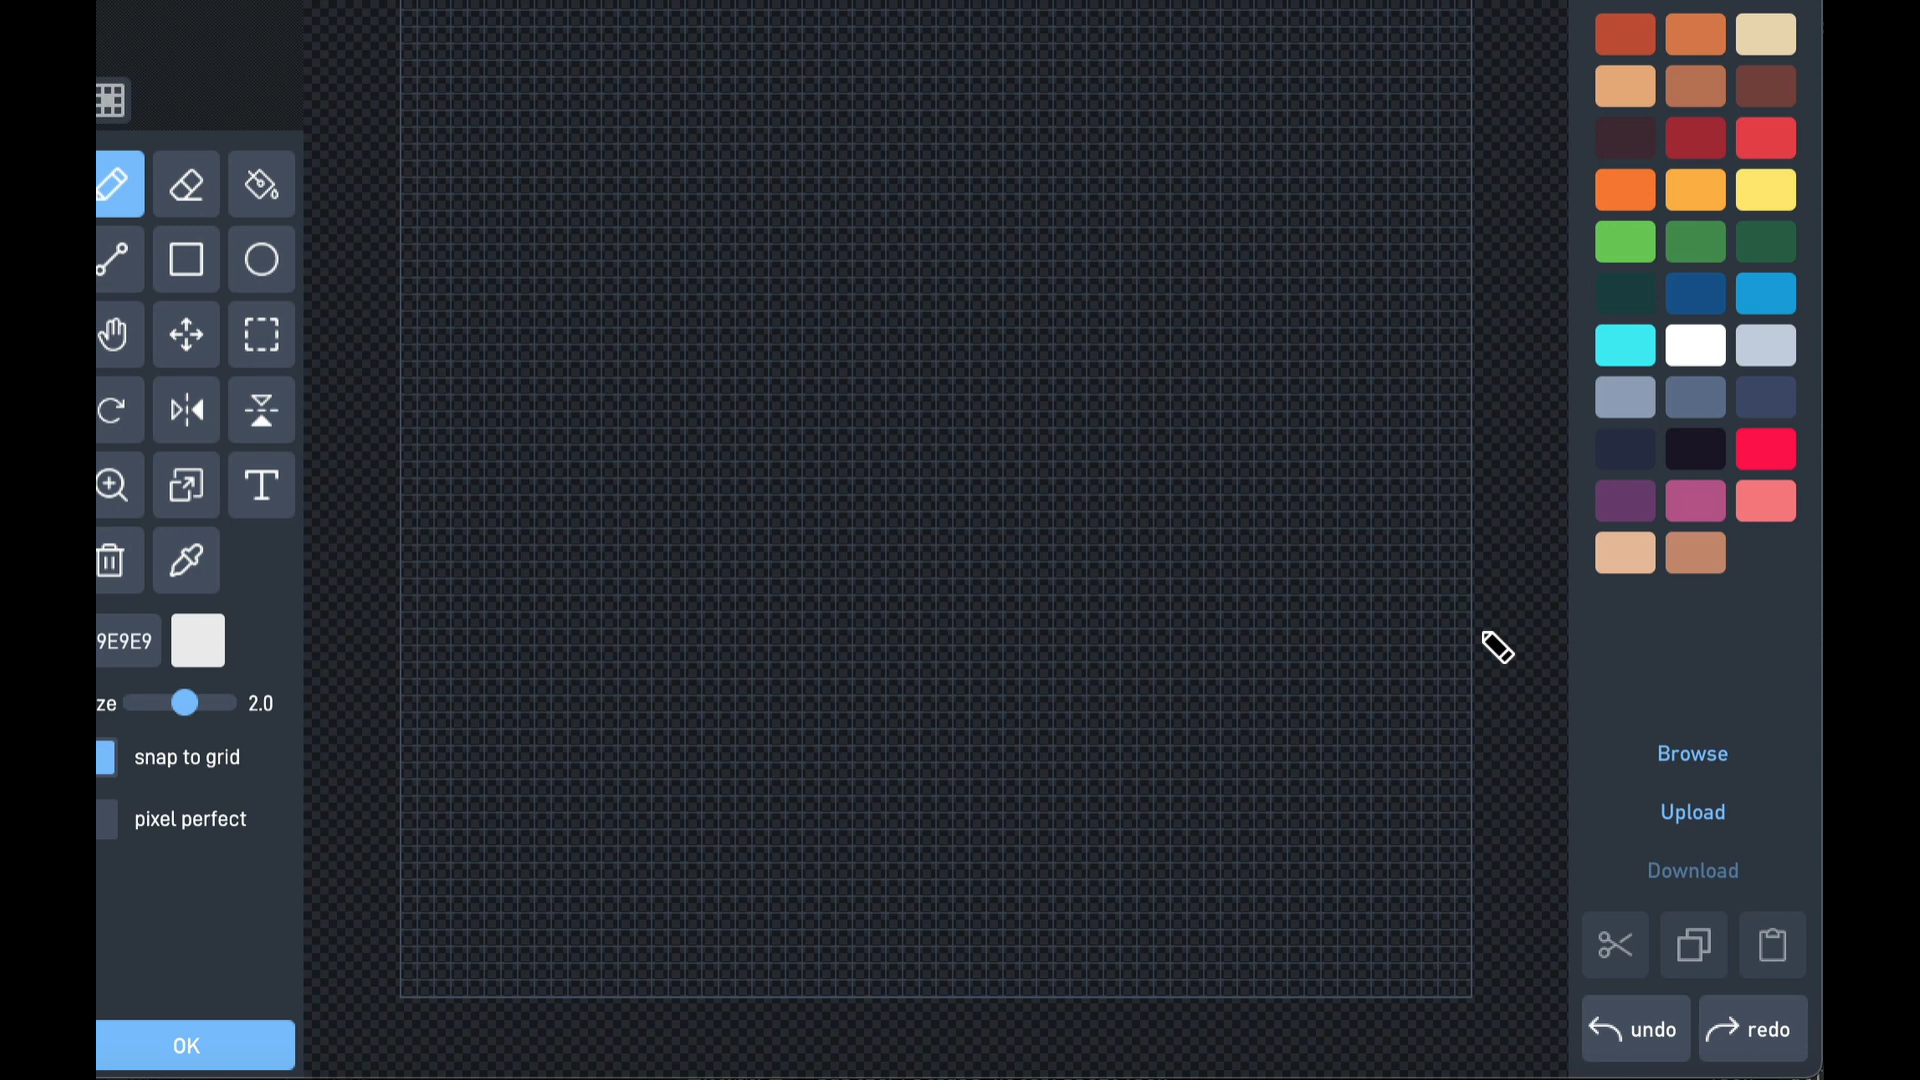 9E9E9
ze 2.0
snap to grid
pixel perfect
OK
Browse
Upload
Download
undo
redo